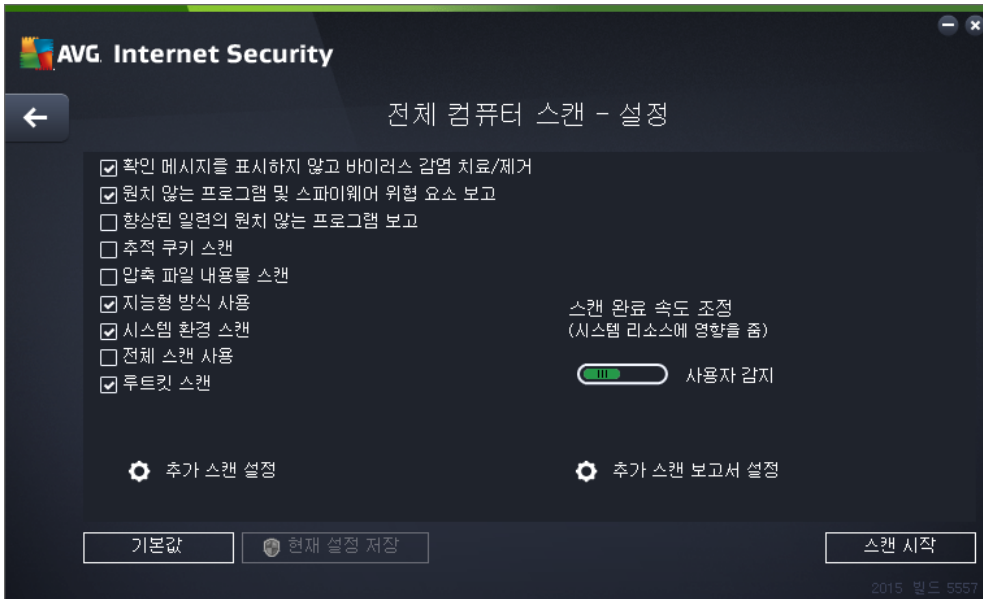 AVG Internet Security
전체 컴퓨터 스캔 - 설정
확인 메시지를 표시하지 않고 바이러스 감염 치료/제거
원치 않는 프로그램 및 스파이웨어 위협 요소 보고
향상된 일련의 원치 않는 프로그램 보고
추적 쿠키 스캔
압축 파일 내용물 스캔
지능형 방식 사용
시스템 환경 스캔
전체 스캔 사용
루트킷 스캔
스캔 완료 속도 조정
(시스템 리소스에 영향을 줌)
사용자 감지
추가 스캔 설정
추가 스캔 보고서 설정
기본값
현재 설정 저장
스캔 시작
2015 빌드 5557